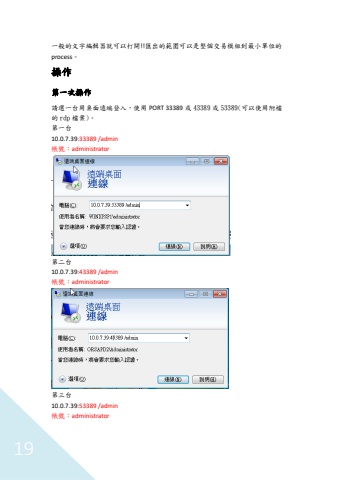 一般的文字編輯器就可以打開!!匯出的範圍可以是整個交易模組到最小單位的
process。
操作
第一次操作
請選一台用桌面遠端登入，使用 PORT 33389 或 43389 或 53389(可以使用附檔
的 rdp 檔案)。
第一台
10.0.7.39:33389 /admin
帳號：administrator
遠端桌面連線
遠端桌面
連線
電腦(C): 10.0.7.39:33389 /admin
使用者名稱:
當您連線時，將會要求您輸入認證。
選項(O) 連線(N) 說明(H)
第二台
10.0.7.39:43389 /admin
帳號：administrator
遠端桌面連線
遠端桌面
連線
電腦(C): 10.0.7.39:43389 /admin
使用者名稱:
當您連線時，將會要求您輸入認證。
選項(O) 連線(N) 說明(H)
第三台
10.0.7.39:53389 /admin
帳號：administrator
19